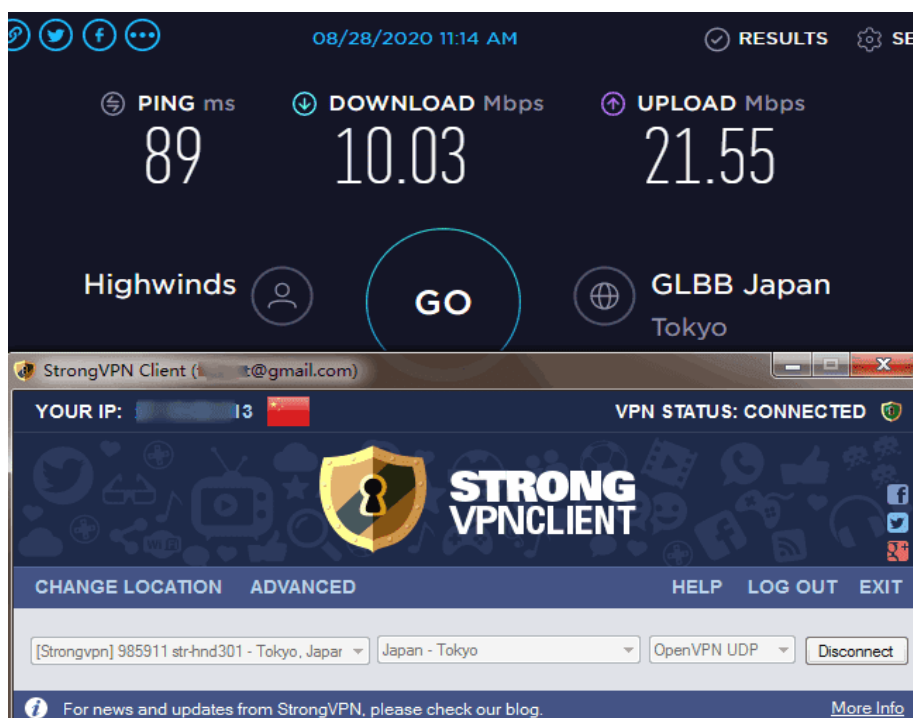 08/28/2020 11:14 AM
RESULTS
SE
PING ms
DOWNLOAD Mbps
UPLOAD Mbps
89
10.03
21.55
Highwinds
GO
GLBB Japan
Tokyo
StrongVPN Client (t t@gmail.com)
YOUR IP: 13
VPN STATUS: CONNECTED
STRONG
VPNCLIENT
CHANGE LOCATION
ADVANCED
HELP
LOG OUT
EXIT
[Strongvpn] 985911 str-hnd301 - Tokyo, Japar
Japan - Tokyo
OpenVPN UDP
Disconnect
For news and updates from StrongVPN, please check our blog.
More Info